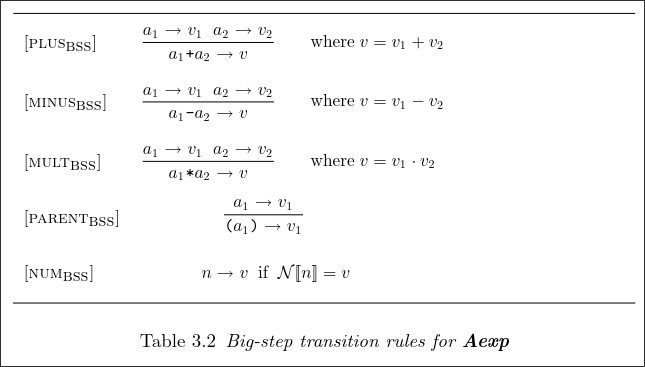 [PLUS_BSS] a₁ → v₁ a₂ → v₂ where v = v₁ + v₂
a₁+a₂ → v
[MINUS_BSS] a₁ → v₁ a₂ → v₂ where v = v₁ − v₂
a₁-a₂ → v
[MULT_BSS] a₁ → v₁ a₂ → v₂ where v = v₁ · v₂
a₁*a₂ → v
[PARENT_BSS] a₁ → v₁
(a₁) → v₁
[NUM_BSS] n → v if 𝒩⟦n⟧ = v
Table 3.2 Big-step transition rules for Aexp